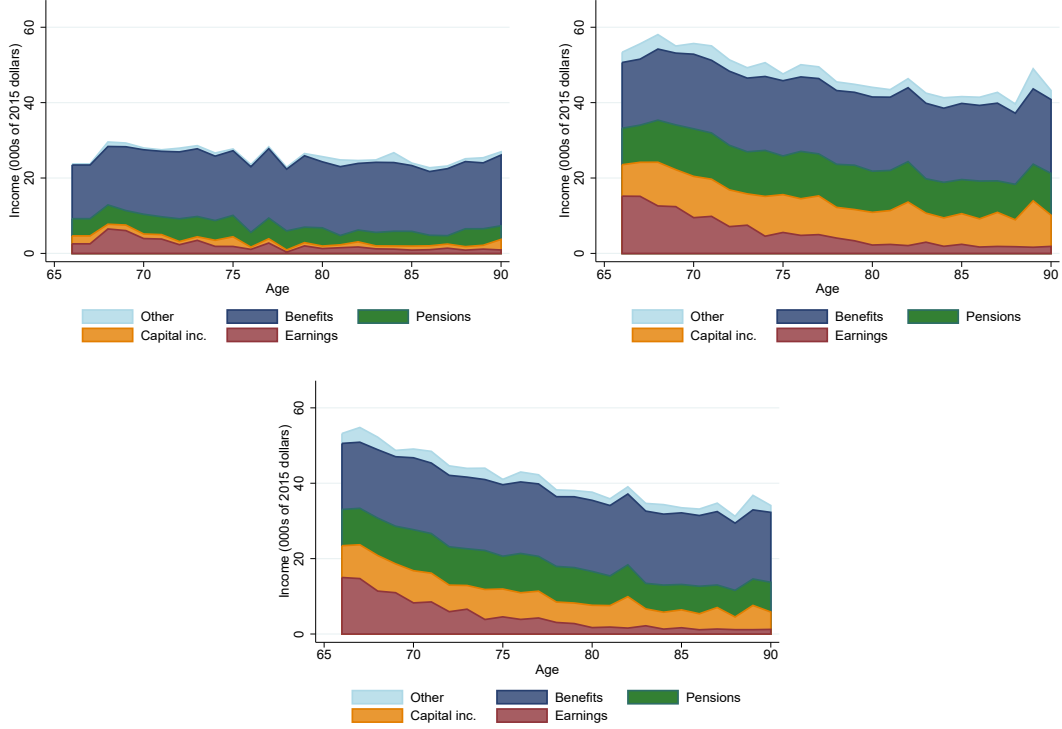 Income (000s of 2015 dollars)
60
40
20
0
65 70 75 80 85 90
Age
Other Benefits Pensions
Capital inc. Earnings
Income (000s of 2015 dollars)
60
40
20
0
65 70 75 80 85 90
Age
Other Benefits Pensions
Capital inc. Earnings
Income (000s of 2015 dollars)
60
40
20
0
65 70 75 80 85 90
Age
Other Benefits Pensions
Capital inc. Earnings